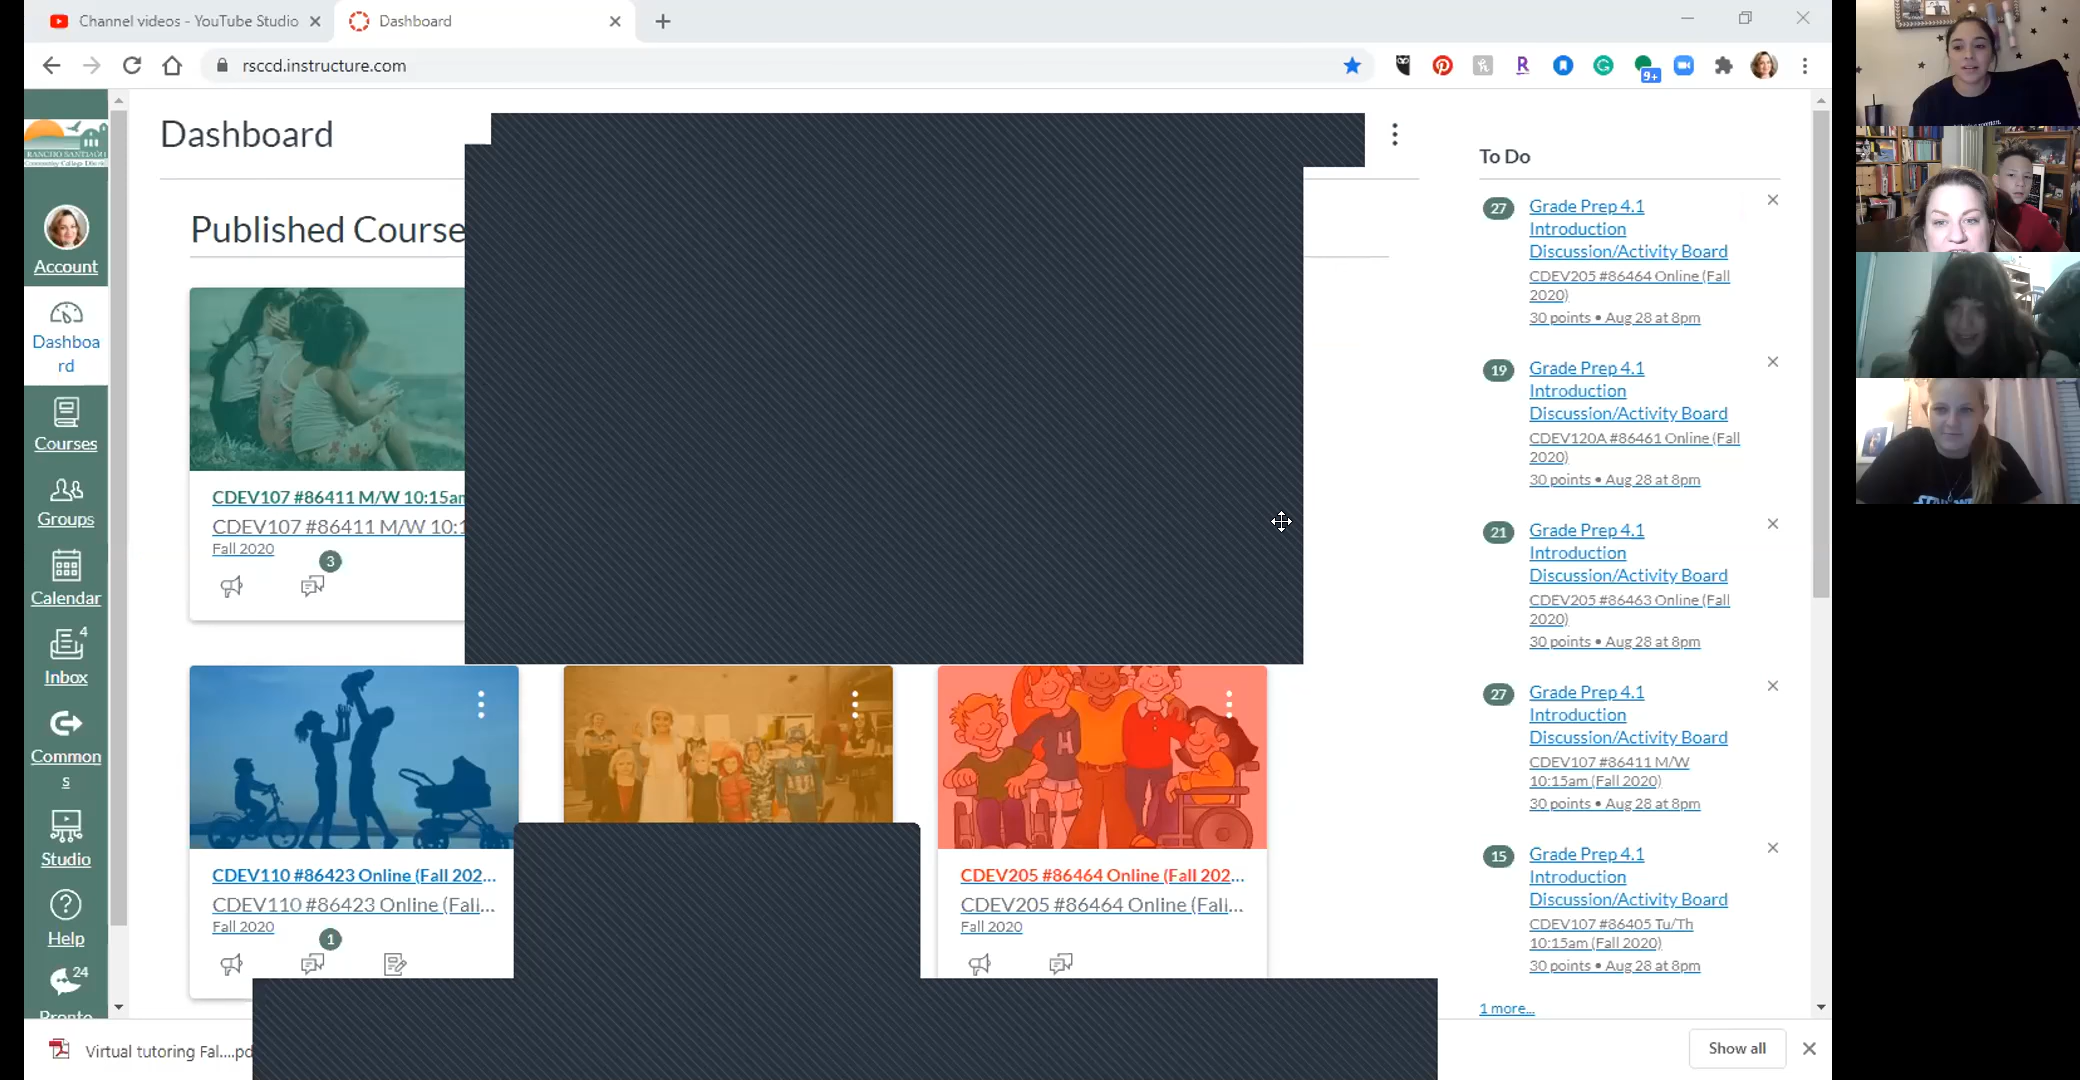 Channel videos - YouTube Studio
Dashboard
rsccd.instructure.com
9+
RANCHO SANTIAGO
Community College District
Account
Dashboa
rd
Courses
Groups
Calendar
4
Inbox
Common
s
Studio
Help
24
Pronto
Dashboard
Published Course
CDEV107 #86411 M/W 10:15am
CDEV107 #86411 M/W 10:1
Fall 2020
3
CDEV110 #86423 Online (Fall 202...
CDEV110 #86423 Online (Fall...
Fall 2020
1
H
CDEV205 #86464 Online (Fall 202...
CDEV205 #86464 Online (Fall...
Fall 2020
To Do
27
Grade Prep 4.1
Introduction
Discussion/Activity Board
CDEV205 #86464 Online (Fall
2020)
30 points • Aug 28 at 8pm
19
Grade Prep 4.1
Introduction
Discussion/Activity Board
CDEV120A #86461 Online (Fall
2020)
30 points • Aug 28 at 8pm
21
Grade Prep 4.1
Introduction
Discussion/Activity Board
CDEV205 #86463 Online (Fall
2020)
30 points • Aug 28 at 8pm
27
Grade Prep 4.1
Introduction
Discussion/Activity Board
CDEV107 #86411 M/W
10:15am (Fall 2020)
30 points • Aug 28 at 8pm
15
Grade Prep 4.1
Introduction
Discussion/Activity Board
CDEV107 #86405 Tu/Th
10:15am (Fall 2020)
30 points • Aug 28 at 8pm
1 more...
Virtual tutoring Fal....pd
Show all